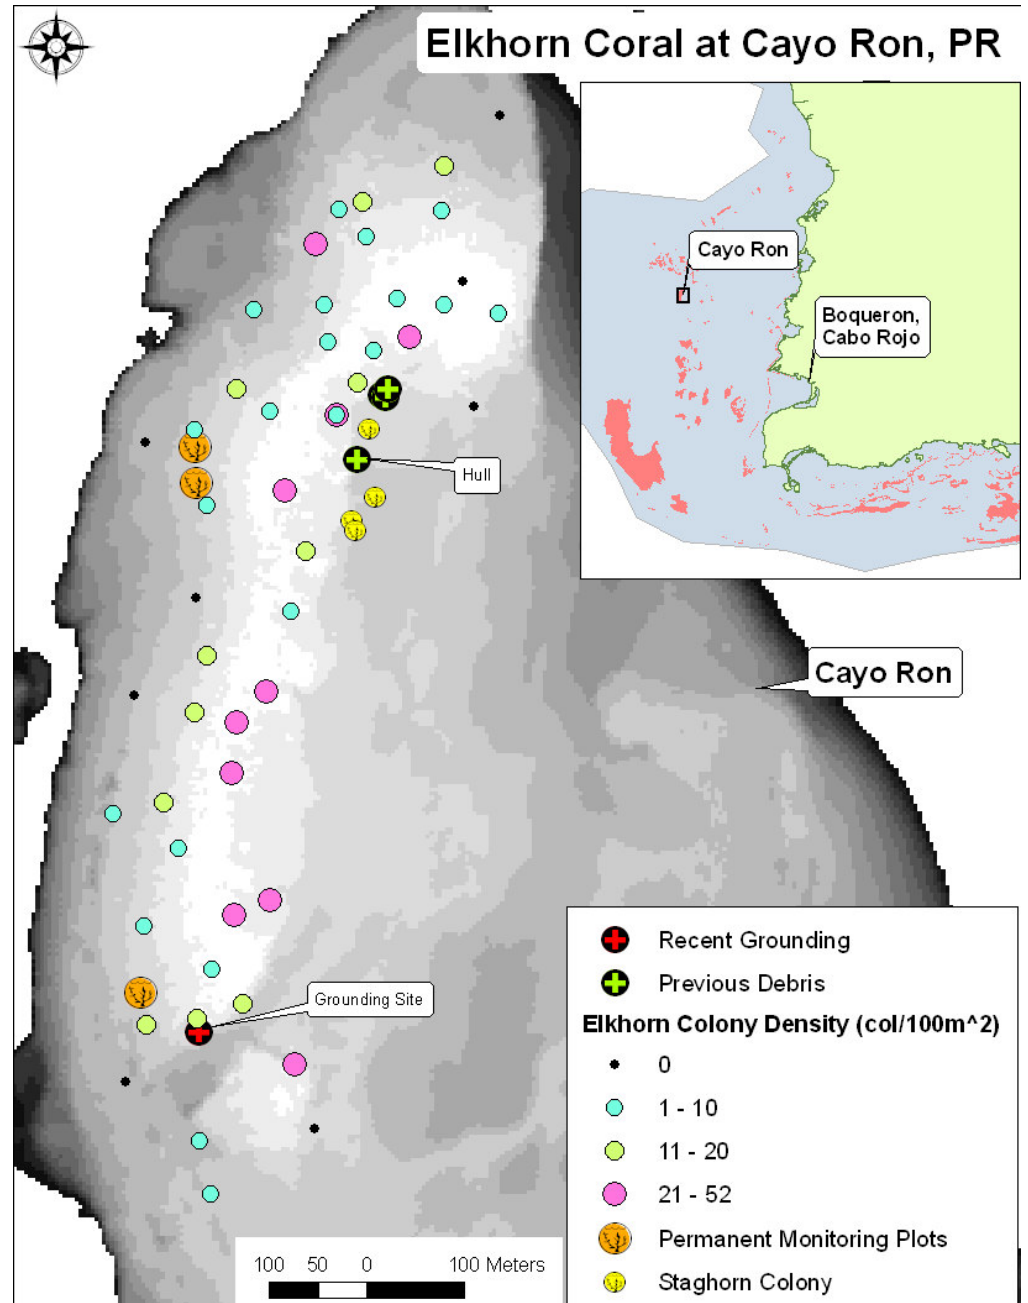 Elkhorn Coral at Cayo Ron, PR
Cayo Ron
Boqueron,
Cabo Rojo
Hull
Cayo Ron
Grounding Site
Recent Grounding
Previous Debris
Elkhorn Colony Density (col/100m^2)
0
1 - 10
11 - 20
21 - 52
Permanent Monitoring Plots
Staghorn Colony
100 50 0 100 Meters